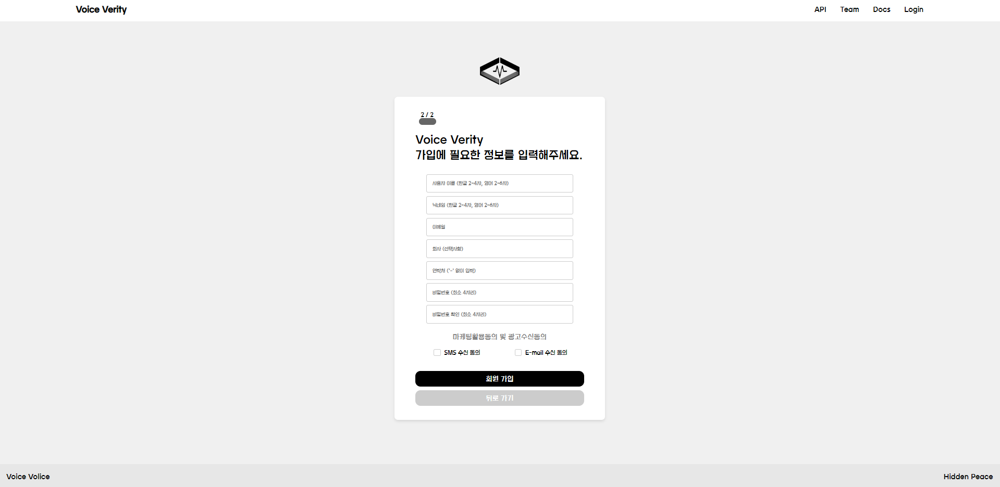 Voice Verity
API
Team
Docs
Login
2 / 2
Voice Verity
가입에 필요한 정보를 입력해주세요.
사용자 이름 (한글 2~4자, 영어 2~6자)
닉네임 (한글 2~4자, 영어 2~6자)
이메일
회사 (선택사항)
연락처 ('-' 없이 입력)
비밀번호 (최소 4자리)
비밀번호 확인 (최소 4자리)
마케팅활용동의 및 광고수신동의
SMS 수신 동의
E-mail 수신 동의
회원 가입
뒤로 가기
Voice Volice
Hidden Peace